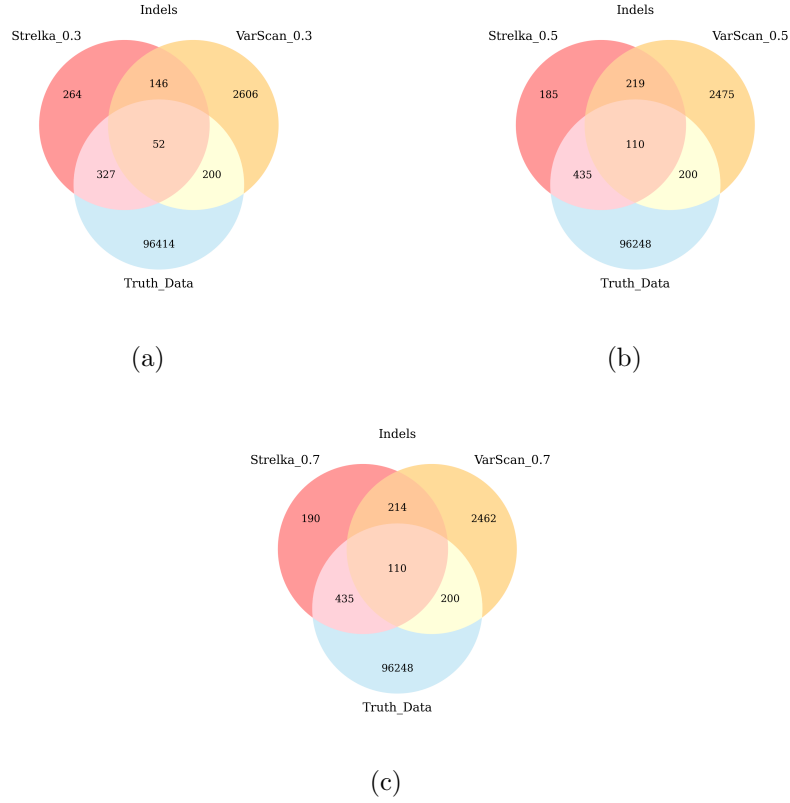 Indels
Strelka_0.3 VarScan_0.3
146
264 2606
52
327 200
96414
Truth_Data
(a)
Indels
Strelka_0.5 VarScan_0.5
219
185 2475
110
435 200
96248
Truth_Data
(b)
Indels
Strelka_0.7 VarScan_0.7
214
190 2462
110
435 200
96248
Truth_Data
(c)